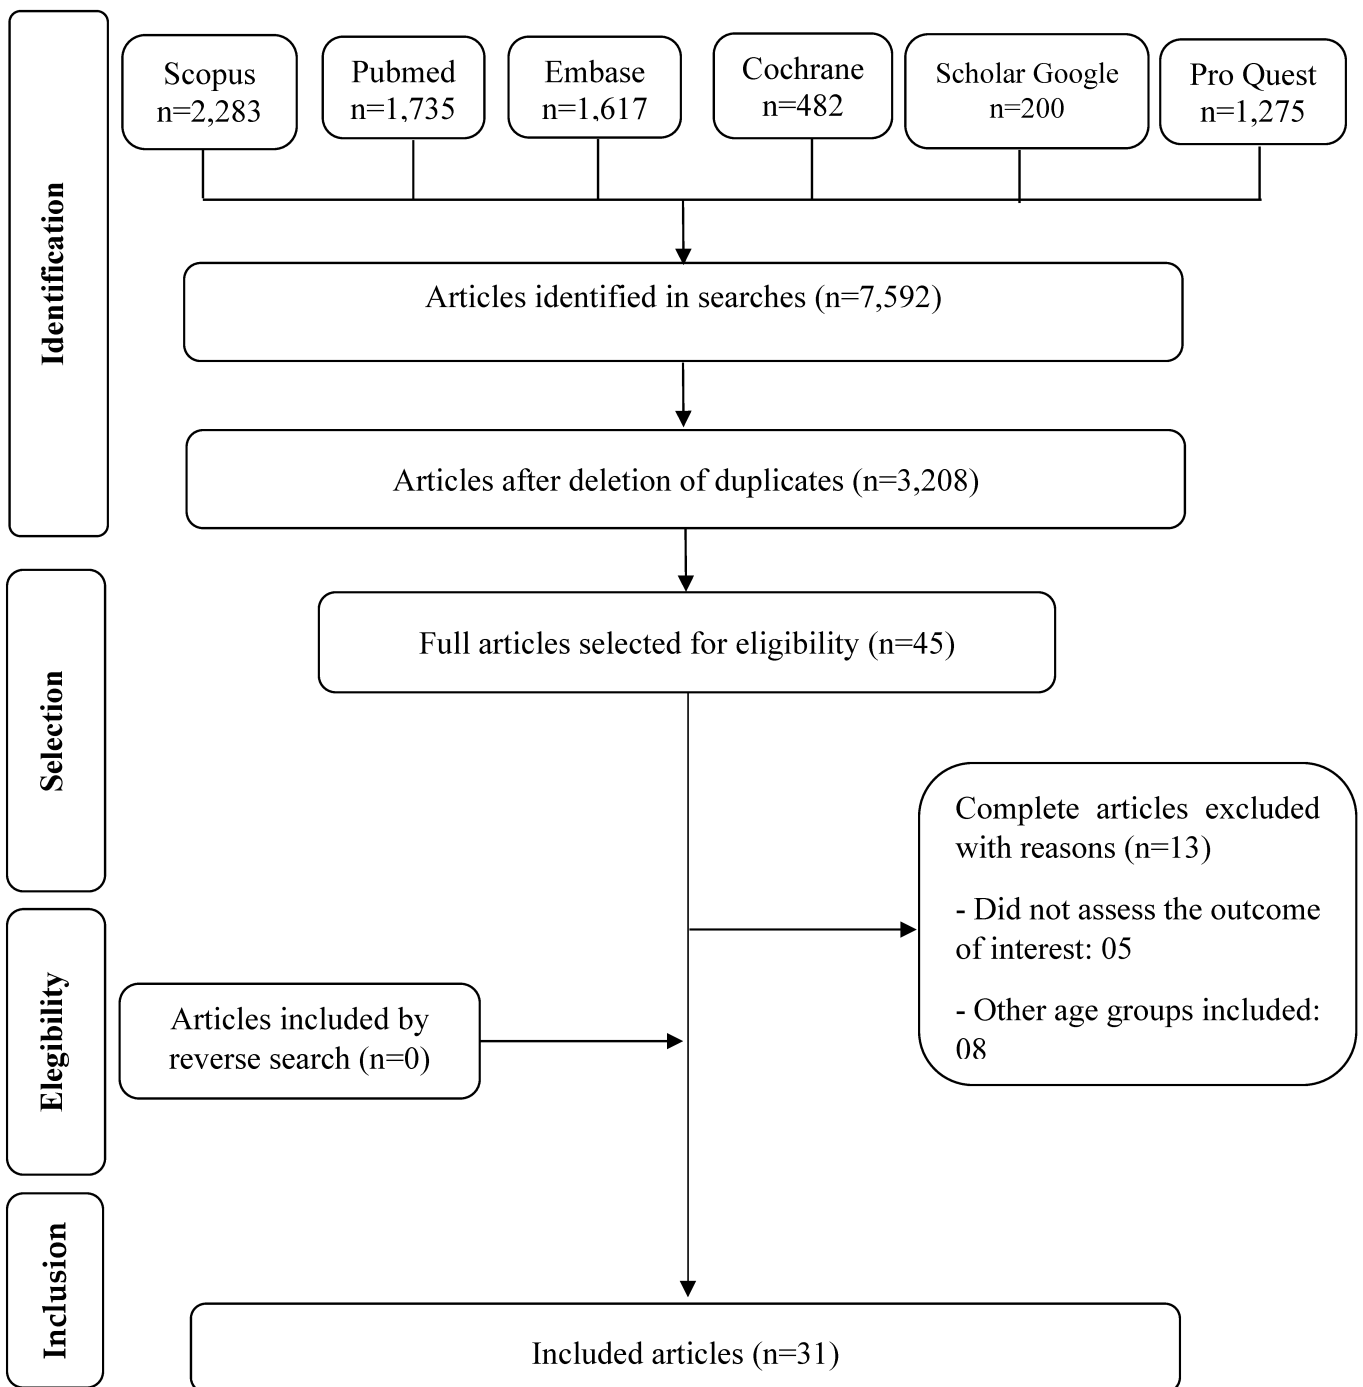 Identification
Scopus
n=2,283
Pubmed
n=1,735
Embase
n=1,617
Cochrane
n=482
Scholar Google
n=200
Pro Quest
n=1,275
Articles identified in searches (n=7,592)
Articles after deletion of duplicates (n=3,208)
Selection
Full articles selected for eligibility (n=45)
Complete articles excluded
with reasons (n=13)
- Did not assess the outcome
of interest: 05
- Other age groups included:
08
Elegibility
Articles included by
reverse search (n=0)
Inclusion
Included articles (n=31)